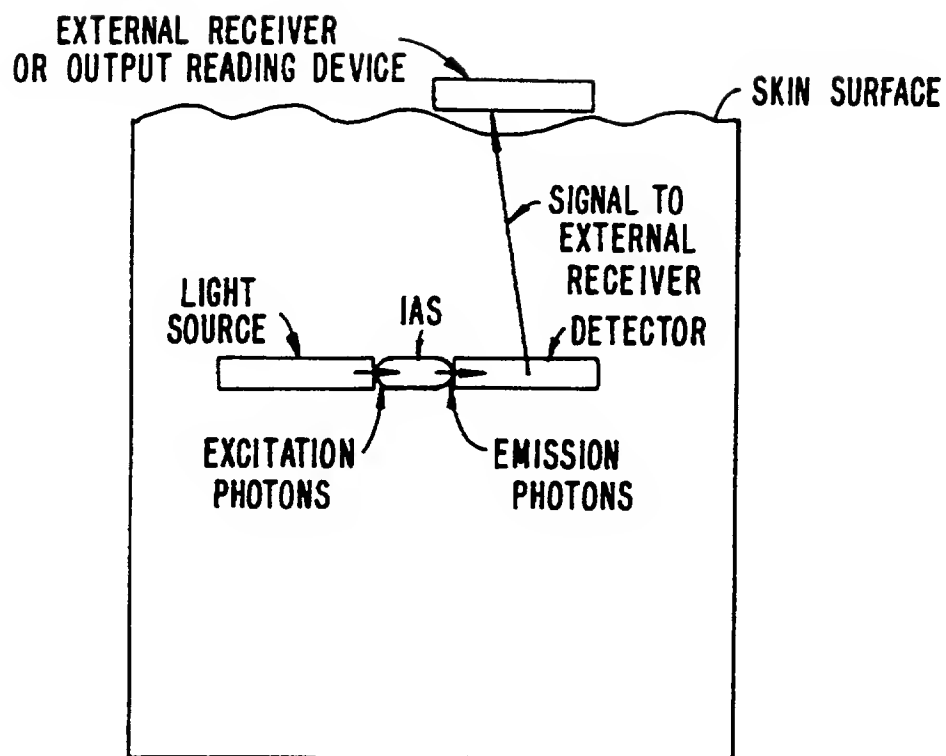 EXTERNAL RECEIVER
OR OUTPUT READING DEVICE
SKIN SURFACE
SIGNAL TO
EXTERNAL
RECEIVER
LIGHT
SOURCE
IAS
DETECTOR
EXCITATION
PHOTONS
EMISSION
PHOTONS